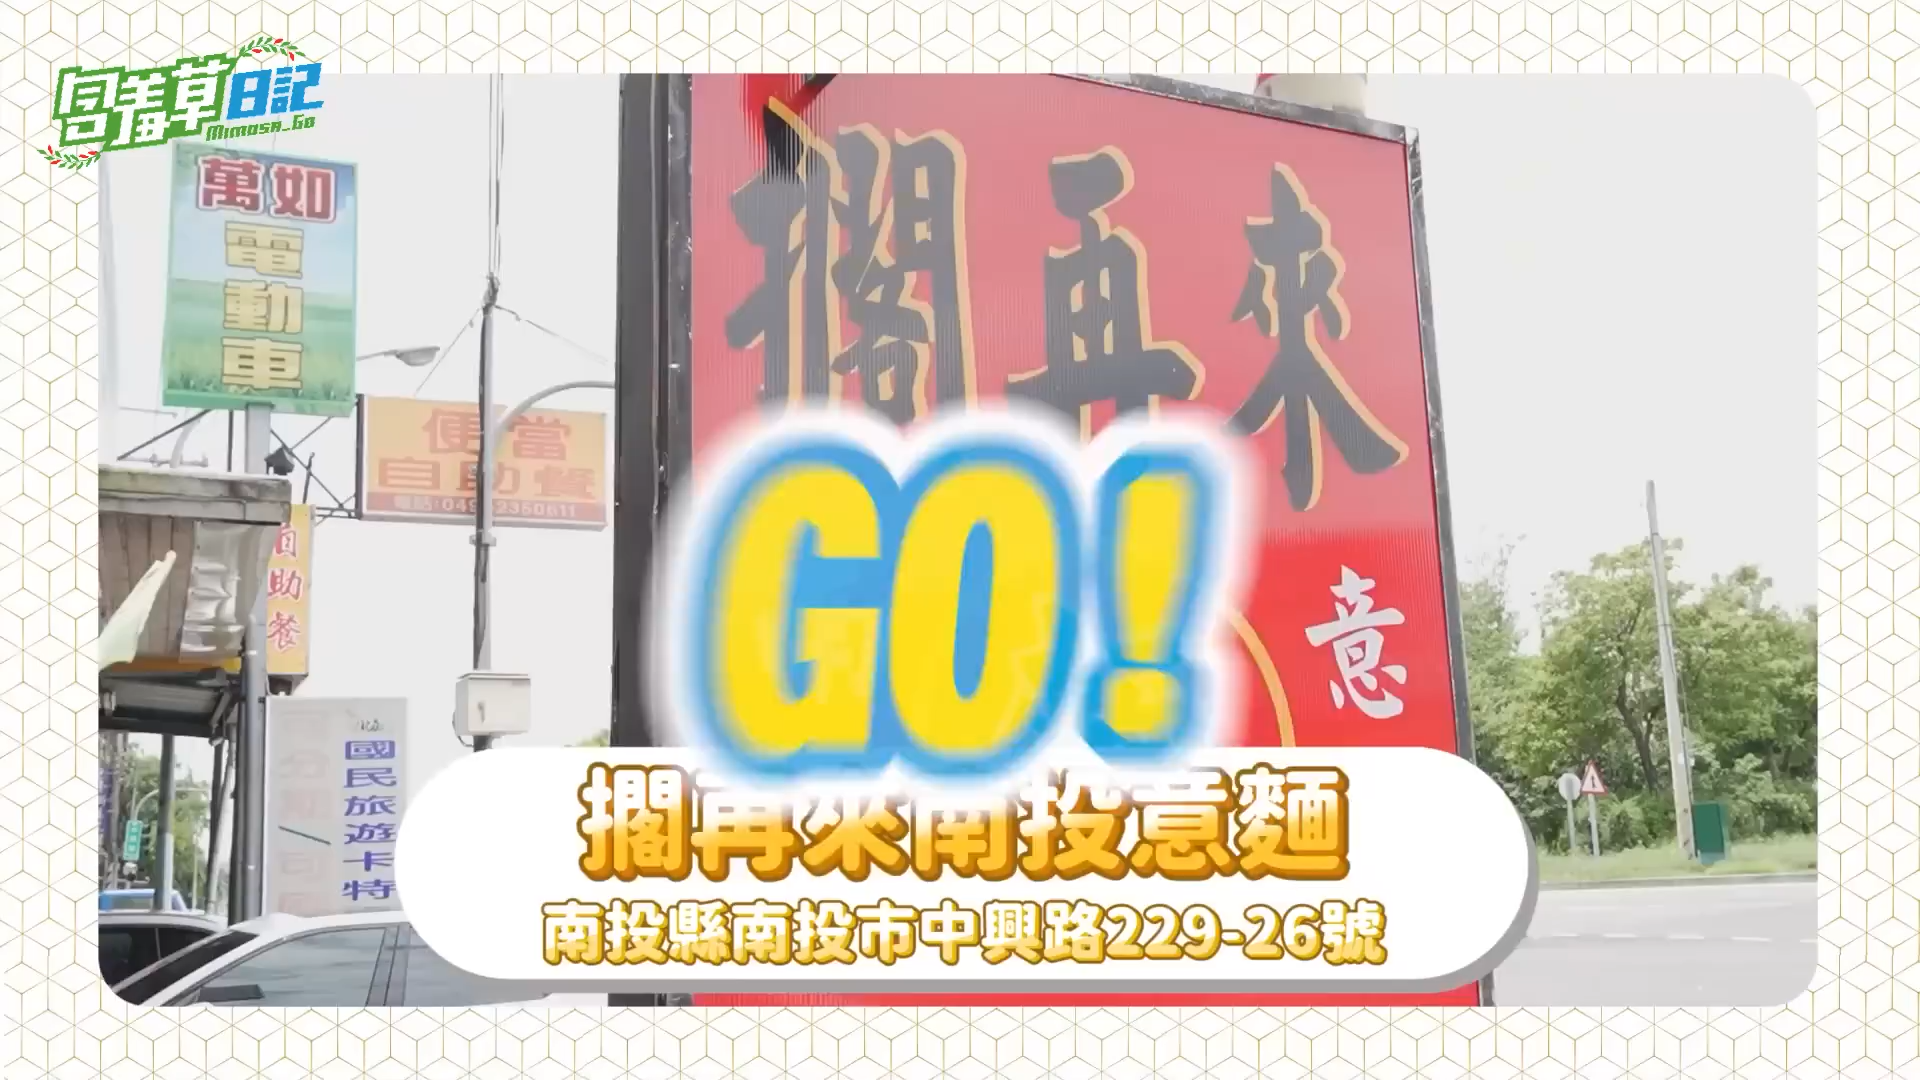 含羞草日記
Mimosa_Go
萬如
電動車
便當
自助餐
自助餐
國民旅遊卡特
擱再來
意
GO!
擱再來南投意麵
南投縣南投市中興路229-26號